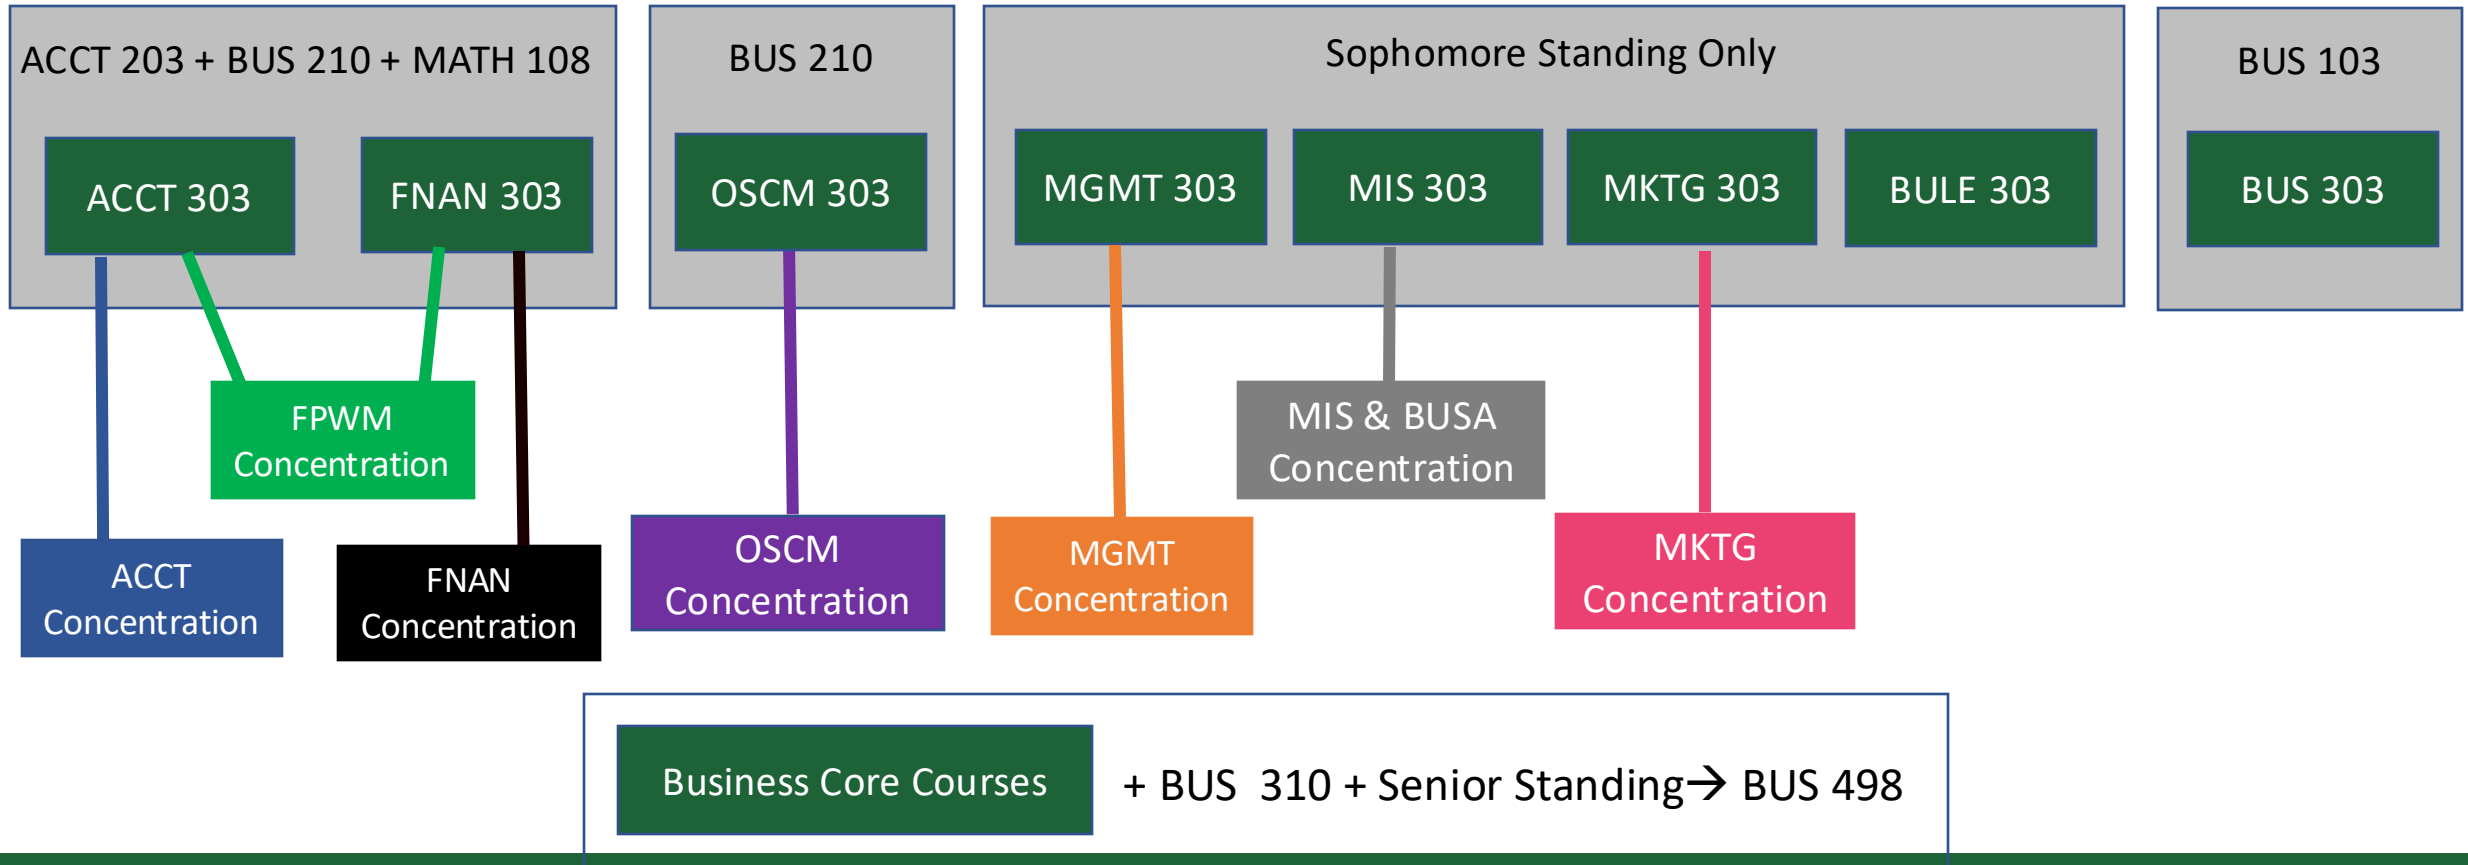 ACCT 203 + BUS 210 + MATH 108
BUS 210
Sophomore Standing Only
BUS 103
ACCT 303
FNAN 303
OSCM 303
MGMT 303
MIS 303
MKTG 303
BULE 303
BUS 303
FPWM
Concentration
MIS & BUSA
Concentration
ACCT
Concentration
FNAN
Concentration
OSCM
Concentration
MGMT
Concentration
MKTG
Concentration
Business Core Courses + BUS 310 + Senior Standing→ BUS 498